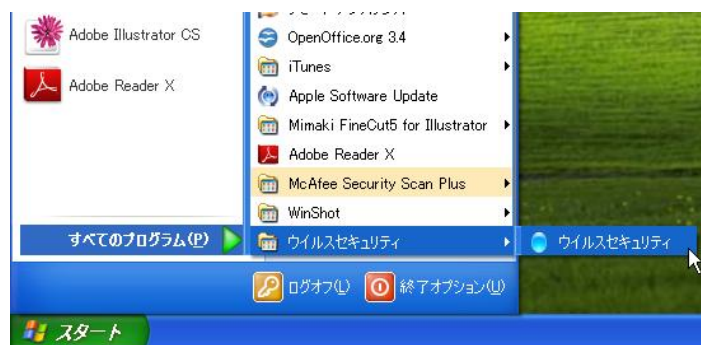 Adobe Illustrator CS
Adobe Reader X
すべてのプログラム(P)
OpenOffice.org 3.4
iTunes
Apple Software Update
Mimaki FineCut5 for Illustrator
Adobe Reader X
McAfee Security Scan Plus
WinShot
ウイルスセキュリティ
ウイルスセキュリティ
ログオフ(L)
終了オプション(U)
スタート